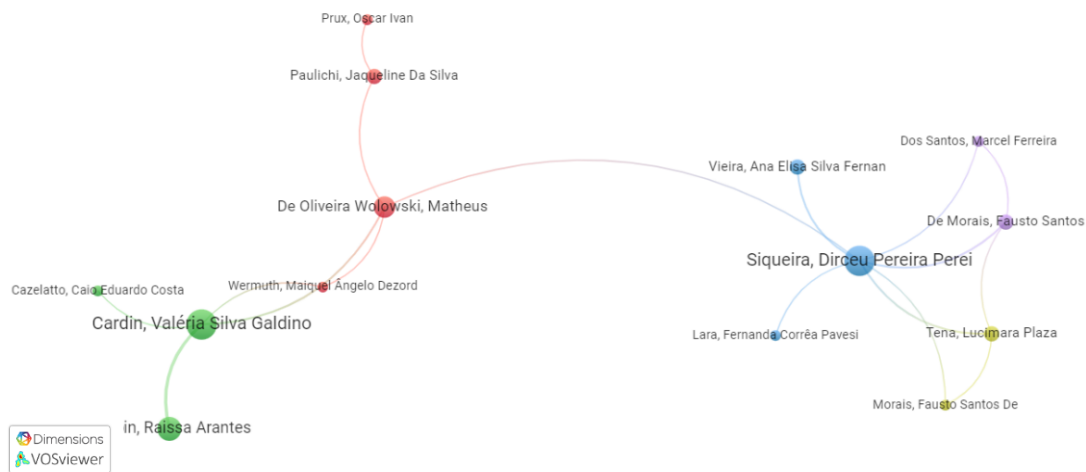 Prux, Oscar Ivan
Paulichi, Jaqueline Da Silva
Dos Santos, Marcel Ferreira
Vieira, Ana Elisa Silva Fernan
De Oliveira Wolowski, Matheus
De Morais, Fausto Santos
Siqueira, Dirceu Pereira Perei
Cazelatto, Caio Eduardo Costa
Wermuth, Maiquel Ângelo Dezord
Cardin, Valéria Silva Galdino
Lara, Fernanda Corrêa Pavesi
Tena, Lucimara Plaza
Morais, Fausto Santos De
in, Raissa Arantes
Dimensions
VOSviewer